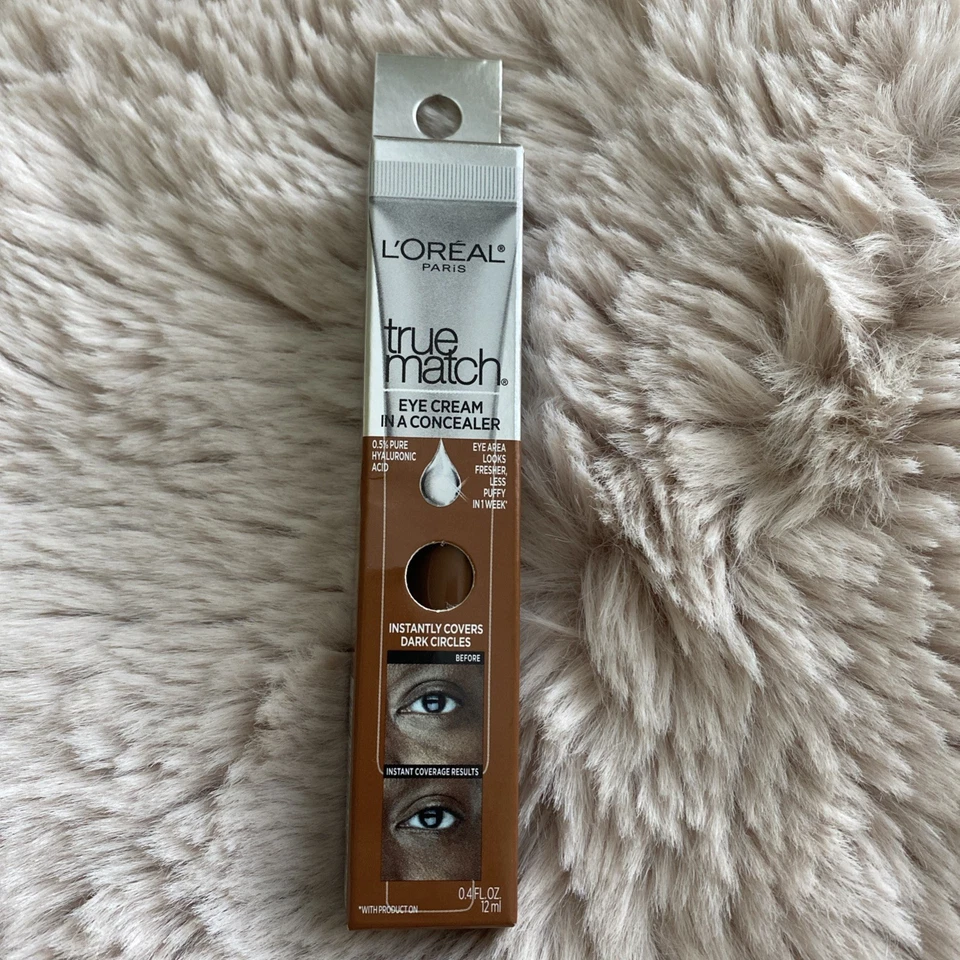 L'ORÉAL®
PARiS
true
match®
EYE CREAM
IN A CONCEALER
0.5% PURE
HYALURONIC
ACID
EYE AREA
LOOKS
FRESHER,
LESS
PUFFY
IN 1 WEEK*
INSTANTLY COVERS
DARK CIRCLES
BEFORE
INSTANT COVERAGE RESULTS
0.4 FL.OZ.
12 ml
*WITH PRODUCT ON